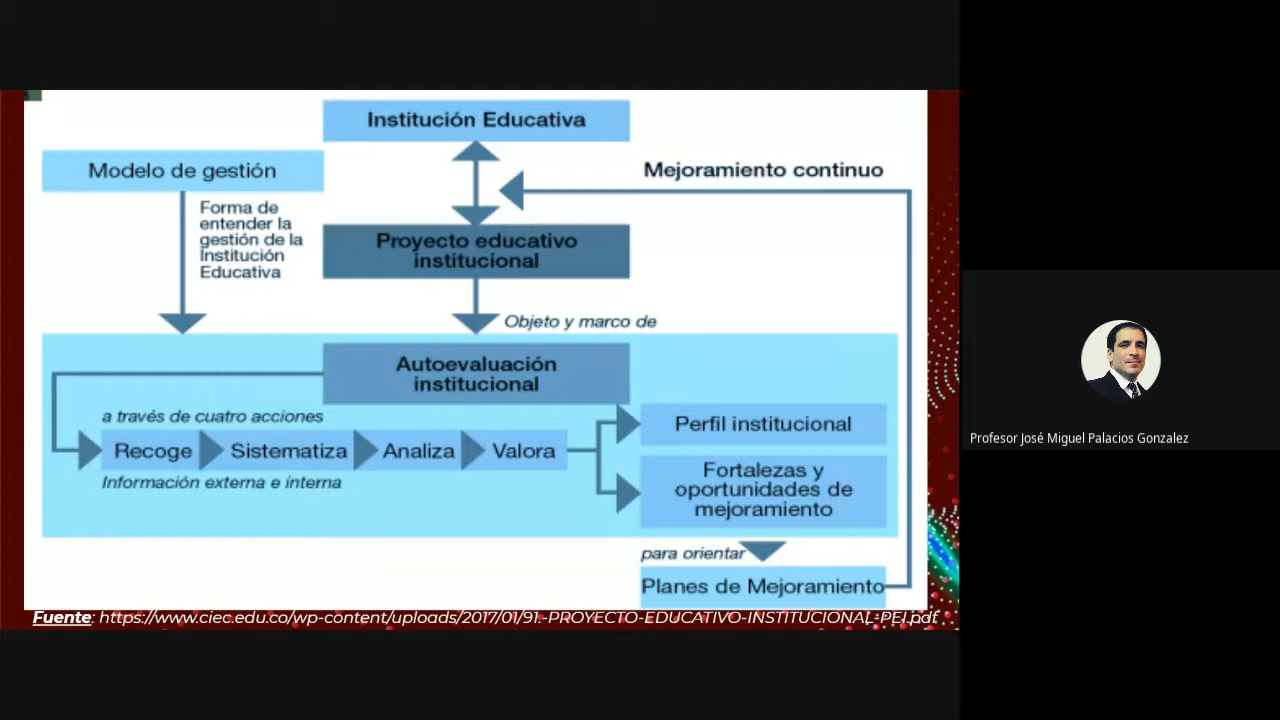 Institución Educativa
Modelo de gestión
Mejoramiento continuo
Forma de
entender la
gestión de la
Institución
Educativa
Proyecto educativo
institucional
Objeto y marco de
Autoevaluación
institucional
a través de cuatro acciones
Recoge Sistematiza Analiza Valora
Información externa e interna
Perfil institucional
Fortalezas y
oportunidades de
mejoramiento
para orientar
Planes de Mejoramiento
Fuente: https://www.ciec.edu.co/wp-content/uploads/2017/01/91.-PROYECTO-EDUCATIVO-INSTITUCIONAL-PEI.pdf
Profesor José Miguel Palacios Gonzalez